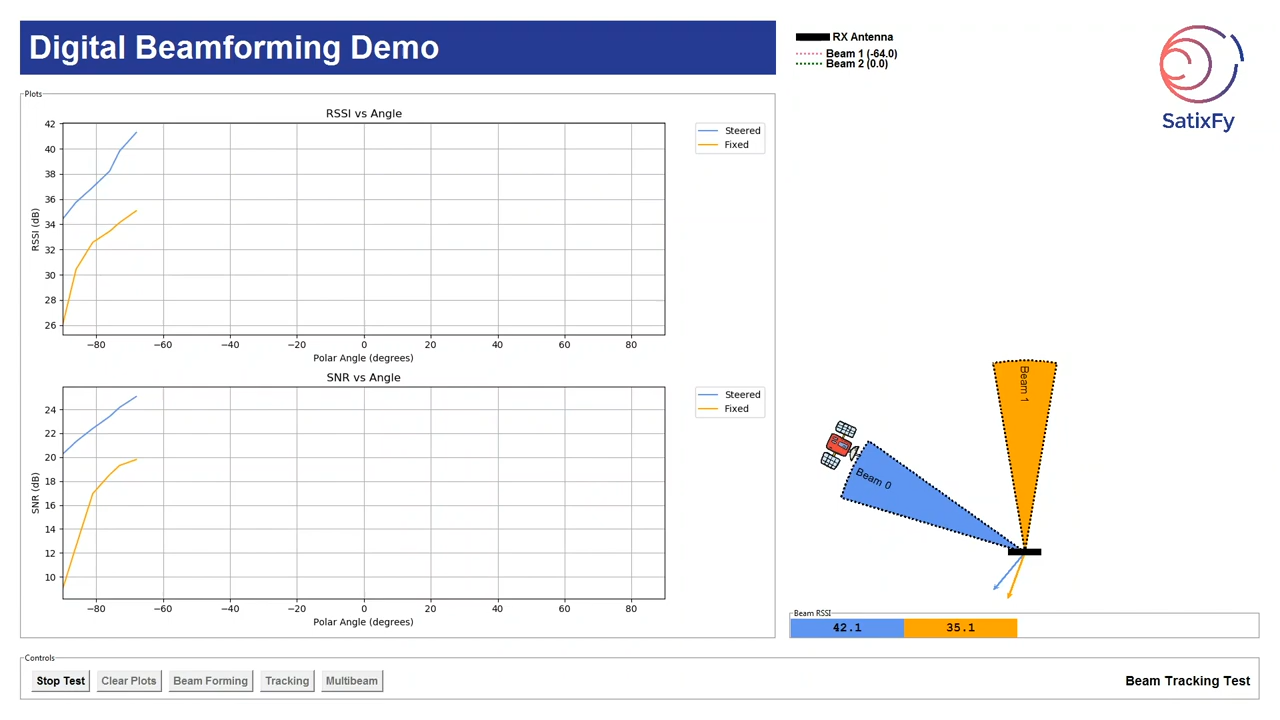 Digital Beamforming Demo
RX Antenna
Beam 1 (-64.0)
Beam 2 (0.0)
SatixFy
Plots
RSSI vs Angle
42
40
38
36
34
32
30
28
26
RSSI (dB)
−80 −60 −40 −20 0 20 40 60 80
Polar Angle (degrees)
Steered
Fixed
SNR vs Angle
24
22
20
18
16
14
12
10
SNR (dB)
−80 −60 −40 −20 0 20 40 60 80
Polar Angle (degrees)
Steered
Fixed
Beam 1
Beam 0
Beam RSSI
42.1 35.1
Controls
Stop Test Clear Plots Beam Forming Tracking Multibeam
Beam Tracking Test